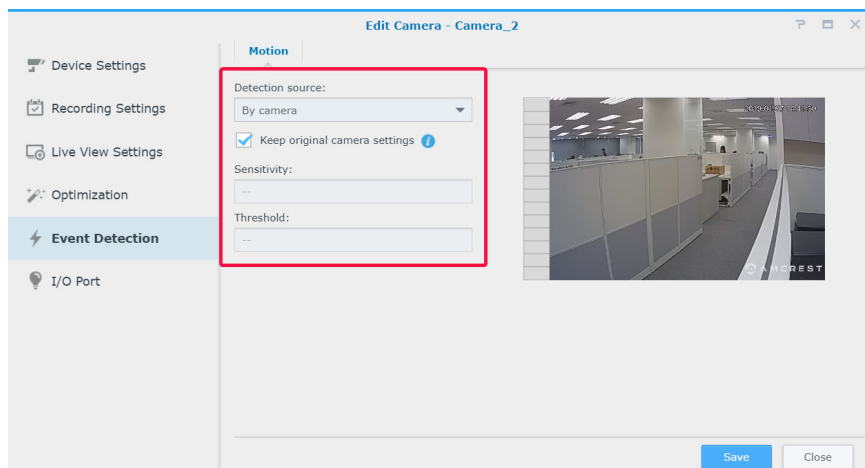 Edit Camera - Camera_2
Device Settings
Recording Settings
Live View Settings
Optimization
Event Detection
I/O Port
Motion
Detection source:
By camera
Keep original camera settings
Sensitivity:
--
Threshold:
--
AMCREST
Save
Close